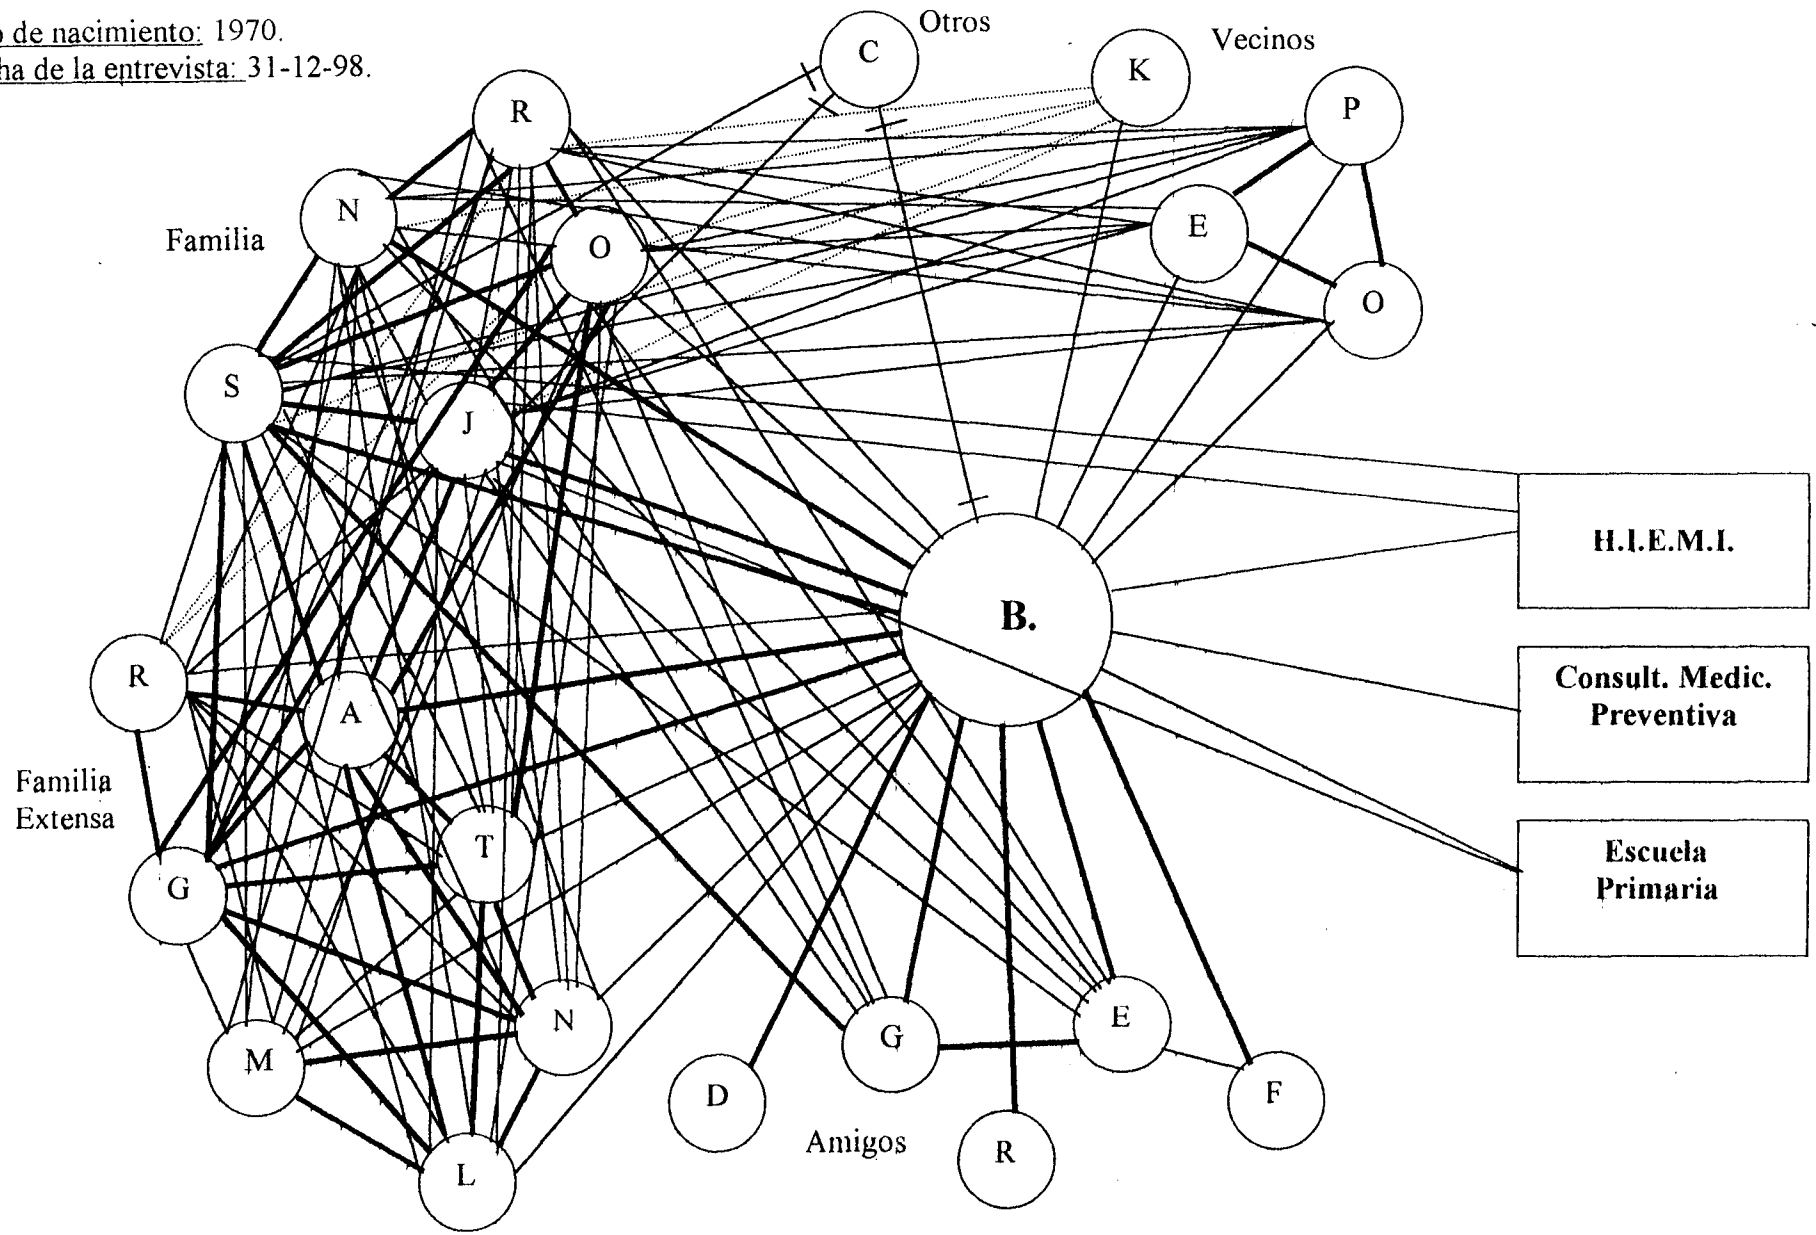 de nacimiento: 1970.
de la entrevista: 31-12-98.
Otros
C
K
Vecinos
P
R
N
Familia
O
E
O
S
J
H.I.E.M.I.
B.
Consult. Medic.
Preventiva
R
A
Familia
Extensa
T
G
Escuela
Primaria
N
M
G
E
D
F
Amigos
R
L